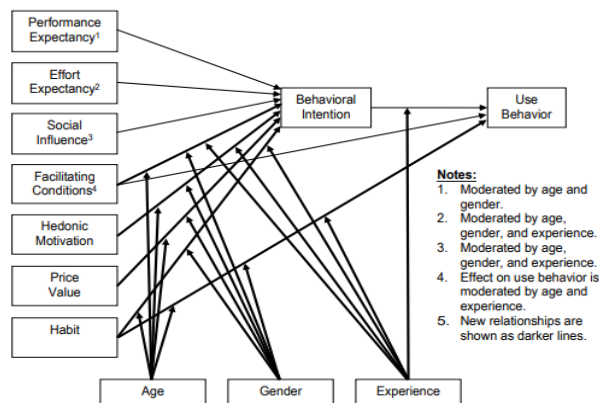 Performance
Expectancy¹
Effort
Expectancy²
Social
Influence³
Facilitating
Conditions⁴
Hedonic
Motivation
Price
Value
Habit
Behavioral
Intention
Use
Behavior
Notes:
1. Moderated by age and
gender.
2. Moderated by age,
gender, and experience.
3. Moderated by age,
gender, and experience.
4. Effect on use behavior is
moderated by age and
experience.
5. New relationships are
shown as darker lines.
Age
Gender
Experience